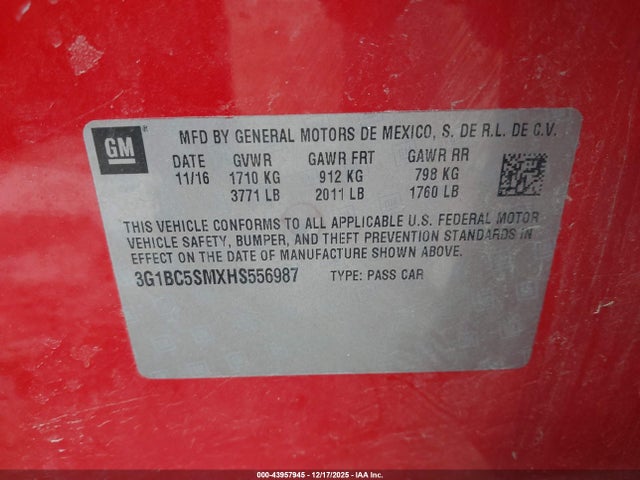 GM
MFD BY GENERAL MOTORS DE MEXICO, S. DE R.L. DE C.V.
DATE GVWR GAWR FRT GAWR RR
11/16 1710 KG 912 KG 798 KG
3771 LB 2011 LB 1760 LB
THIS VEHICLE CONFORMS TO ALL APPLICABLE U.S. FEDERAL MOTOR
VEHICLE SAFETY, BUMPER, AND THEFT PREVENTION STANDARDS IN
EFFECT ON THE DATE OF MANUFACTURE SHOWN ABOVE.
3G1BC5SMXHS556987 TYPE: PASS CAR
000-43957945 - 12/17/2025 - IAA Inc.